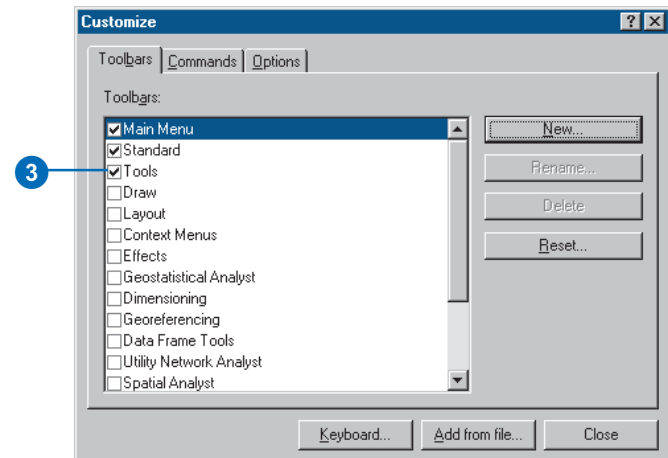 Customize
Toolbars Commands Options
Toolbars:
Main Menu
Standard
Tools
Draw
Layout
Context Menus
Effects
Geostatistical Analyst
Dimensioning
Georeferencing
Data Frame Tools
Utility Network Analyst
Spatial Analyst
New...
Rename...
Delete
Reset...
3
Keyboard... Add from file... Close